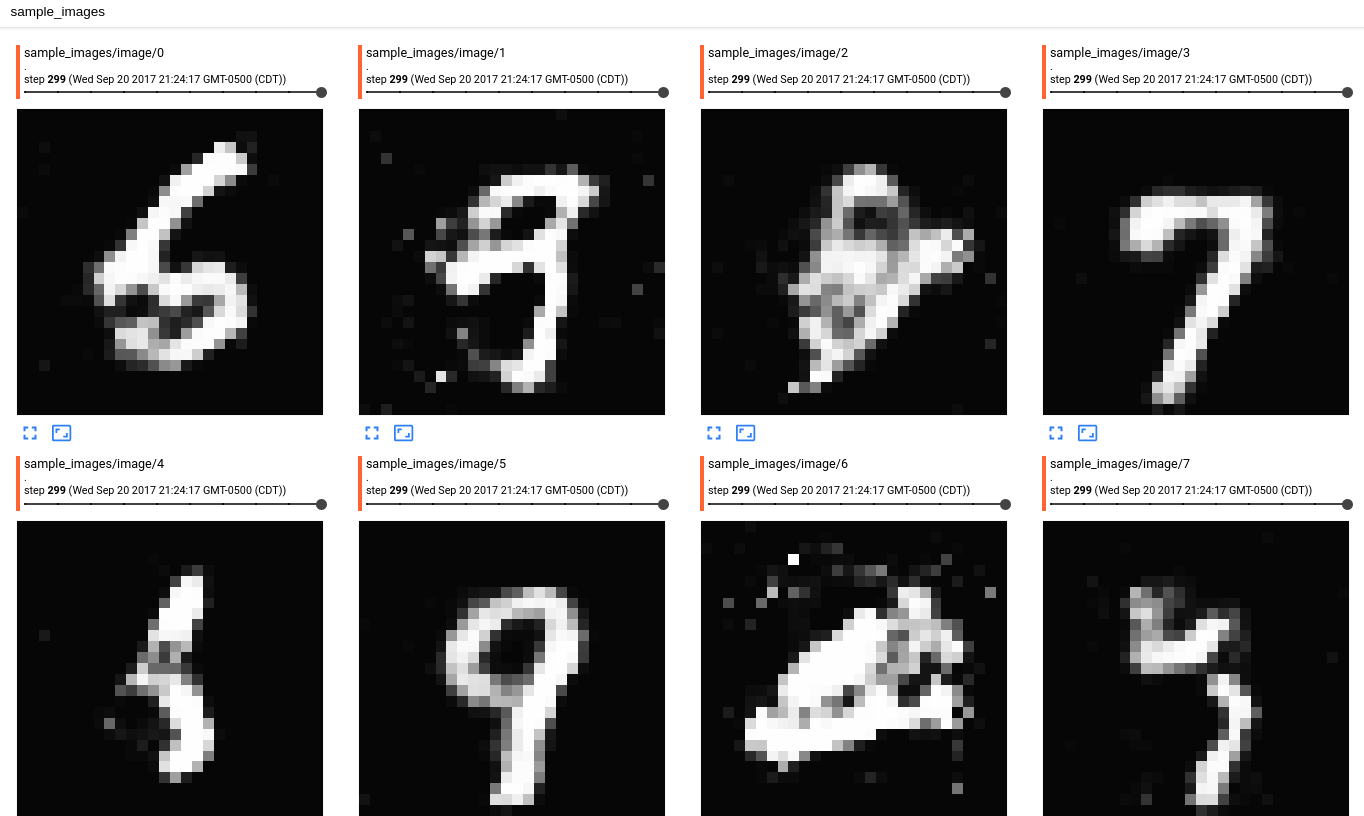 sample_images
sample_images/image/0
.
step 299 (Wed Sep 20 2017 21:24:17 GMT-0500 (CDT))
sample_images/image/1
.
step 299 (Wed Sep 20 2017 21:24:17 GMT-0500 (CDT))
sample_images/image/2
.
step 299 (Wed Sep 20 2017 21:24:17 GMT-0500 (CDT))
sample_images/image/3
.
step 299 (Wed Sep 20 2017 21:24:17 GMT-0500 (CDT))
7
sample_images/image/4
.
step 299 (Wed Sep 20 2017 21:24:17 GMT-0500 (CDT))
sample_images/image/5
.
step 299 (Wed Sep 20 2017 21:24:17 GMT-0500 (CDT))
9
sample_images/image/6
.
step 299 (Wed Sep 20 2017 21:24:17 GMT-0500 (CDT))
sample_images/image/7
.
step 299 (Wed Sep 20 2017 21:24:17 GMT-0500 (CDT))